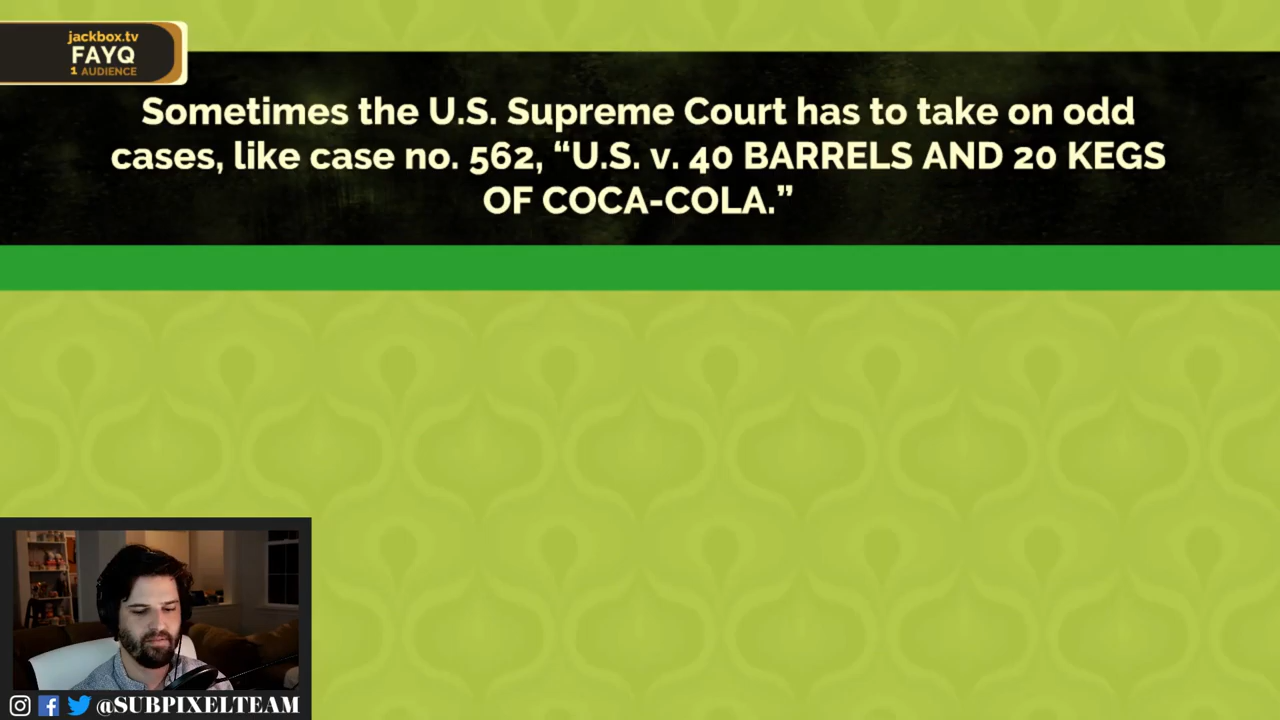 jackbox.tv
FAYQ
1 AUDIENCE
Sometimes the U.S. Supreme Court has to take on odd
cases, like case no. 562, “U.S. v. 40 BARRELS AND 20 KEGS
OF COCA-COLA.”
@SUBPIXELTEAM